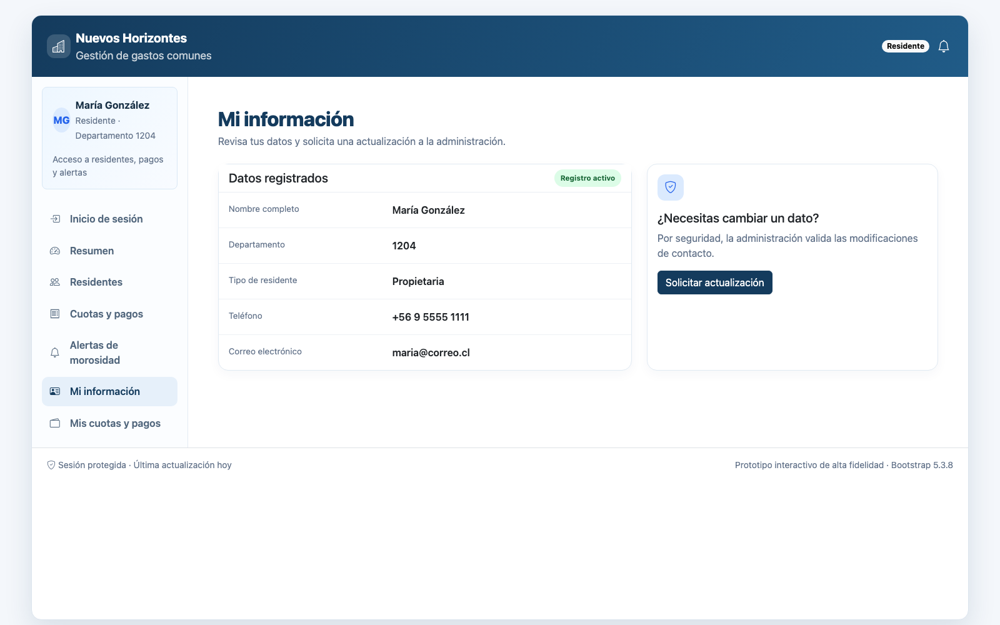 Nuevos Horizontes
Gestión de gastos comunes
Residente
MG
María González
Residente ·
Departamento 1204
Acceso a residentes, pagos
y alertas
Inicio de sesión
Resumen
Residentes
Cuotas y pagos
Alertas de
morosidad
Mi información
Mis cuotas y pagos
Mi información
Revisa tus datos y solicita una actualización a la administración.
Datos registrados
Registro activo
Nombre completo
María González
Departamento
1204
Tipo de residente
Propietaria
Teléfono
+56 9 5555 1111
Correo electrónico
maria@correo.cl
¿Necesitas cambiar un dato?
Por seguridad, la administración valida las modificaciones
de contacto.
Solicitar actualización
Sesión protegida · Última actualización hoy
Prototipo interactivo de alta fidelidad · Bootstrap 5.3.8